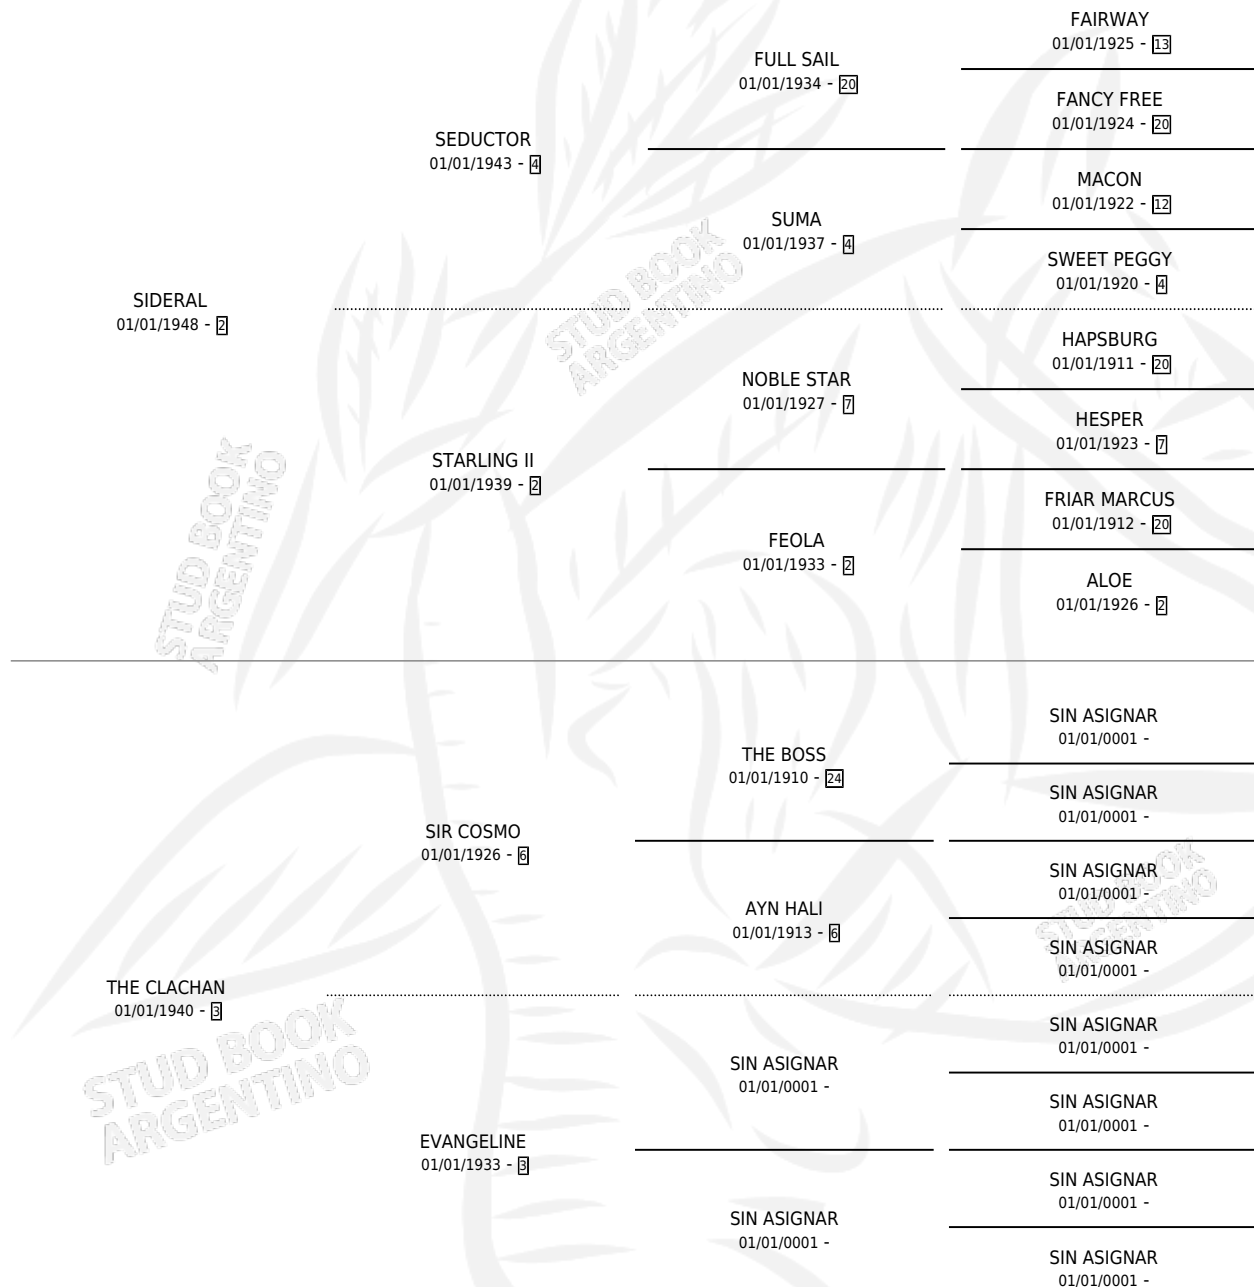 FAIRWAY
01/01/1925 - 13
FULL SAIL
01/01/1934 - 20
FANCY FREE
01/01/1924 - 20
SEDUCTOR
01/01/1943 - 4
MACON
01/01/1922 - 12
SUMA
01/01/1937 - 4
SWEET PEGGY
01/01/1920 - 4
SIDERAL
01/01/1948 - 2
HAPSBURG
01/01/1911 - 20
NOBLE STAR
01/01/1927 - 7
HESPER
01/01/1923 - 7
STARLING II
01/01/1939 - 2
FRIAR MARCUS
01/01/1912 - 20
FEOLA
01/01/1933 - 2
ALOE
01/01/1926 - 2
STUD BOOK
ARGENTINO
STUD BOOK
ARGENTINO
SIN ASIGNAR
01/01/0001 -
THE BOSS
01/01/1910 - 24
SIN ASIGNAR
01/01/0001 -
SIR COSMO
01/01/1926 - 6
SIN ASIGNAR
01/01/0001 -
AYN HALI
01/01/1913 - 6
SIN ASIGNAR
01/01/0001 -
STUD BOOK
ARGENTINO
THE CLACHAN
01/01/1940 - 3
STUD BOOK
ARGENTINO
SIN ASIGNAR
01/01/0001 -
SIN ASIGNAR
01/01/0001 -
SIN ASIGNAR
01/01/0001 -
EVANGELINE
01/01/1933 - 3
SIN ASIGNAR
01/01/0001 -
SIN ASIGNAR
01/01/0001 -
SIN ASIGNAR
01/01/0001 -